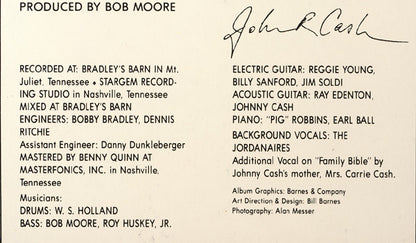 PRODUCED BY BOB MOORE
RECORDED AT: BRADLEY'S BARN IN Mt.
Juliet, Tennessee • STARGEM RECORD-
ING STUDIO in Nashville, Tennessee
MIXED AT BRADLEY'S BARN
ENGINEERS: BOBBY BRADLEY, DENNIS
RITCHIE
Assistant Engineer: Danny Dunkleberger
MASTERED BY BENNY QUINN AT
MASTERFONICS, INC. in Nashville,
Tennessee
Musicians:
DRUMS: W. S. HOLLAND
BASS: BOB MOORE, ROY HUSKEY, JR.
John R Cash
ELECTRIC GUITAR: REGGIE YOUNG,
BILLY SANFORD, JIM SOLDI
ACOUSTIC GUITAR: RAY EDENTON,
JOHNNY CASH
PIANO: "PIG" ROBBINS, EARL BALL
BACKGROUND VOCALS: THE
JORDANAIRES
Additional Vocal on "Family Bible" by
Johnny Cash's mother, Mrs. Carrie Cash.
Album Graphics: Barnes & Company
Art Direction & Design: Bill Barnes
Photography: Alan Messer